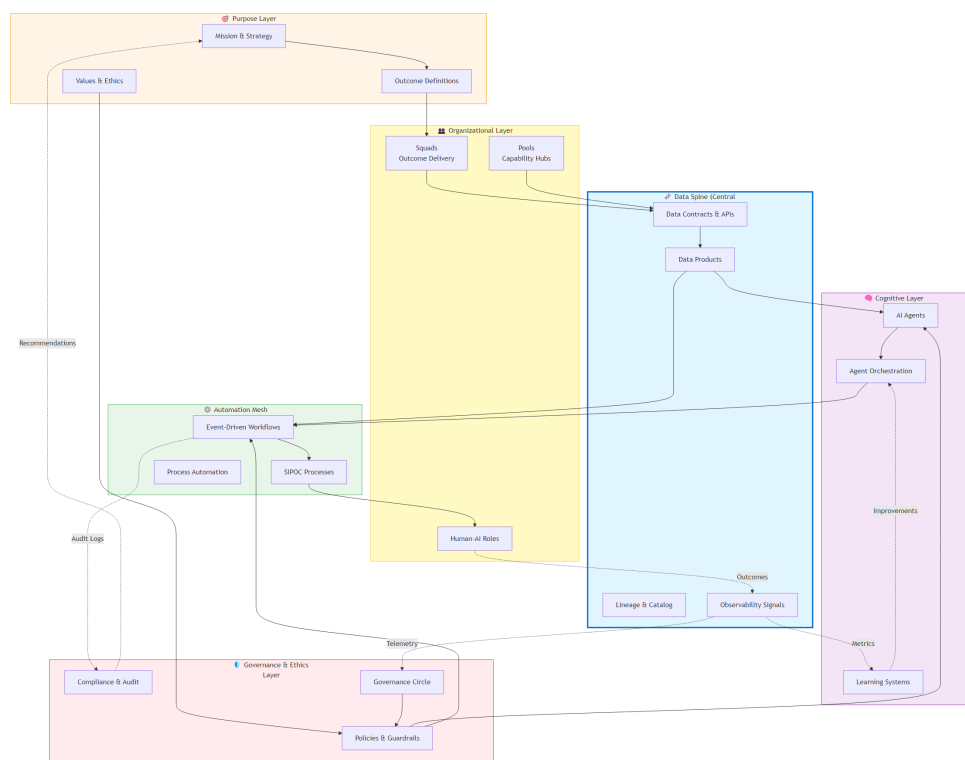 🎯 Purpose Layer
Mission & Strategy
Values & Ethics
Outcome Definitions
👥 Organizational Layer
Squads
Outcome Delivery
Pools
Capability Hubs
🧬 Data Spine (Central
Data Contracts & APIs
Data Products
🧠 Cognitive Layer
AI Agents
Recommendations
Agent Orchestration
⚙️ Automation Mesh
Event-Driven Workflows
Process Automation
SIPOC Processes
Improvements
Audit Logs
Human-AI Roles
Outcomes
Lineage & Catalog
Observability Signals
Telemetry
Metrics
🛡️ Governance & Ethics
Layer
Compliance & Audit
Governance Circle
Learning Systems
Policies & Guardrails